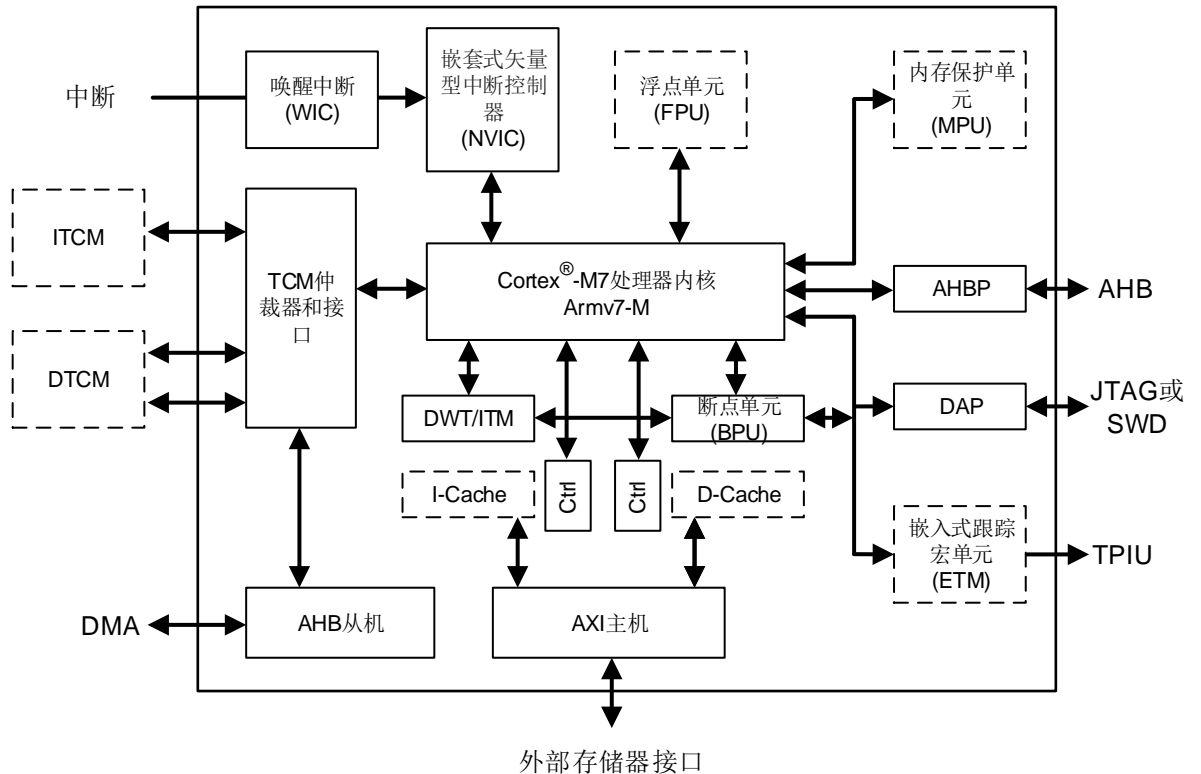 中断
唤醒中断
(WIC)
嵌套式矢量
型中断控制
器
(NVIC)
浮点单元
(FPU)
内存保护单
元
(MPU)
ITCM
DTCM
TCM仲
裁器和接
口
Cortex®-M7处理器内核
Armv7-M
AHBP
AHB
DWT/ITM
断点单元
(BPU)
DAP
JTAG或
SWD
I-Cache
Ctrl
Ctrl
D-Cache
嵌入式跟踪
宏单元
(ETM)
TPIU
DMA
AHB从机
AXI主机
外部存储器接口